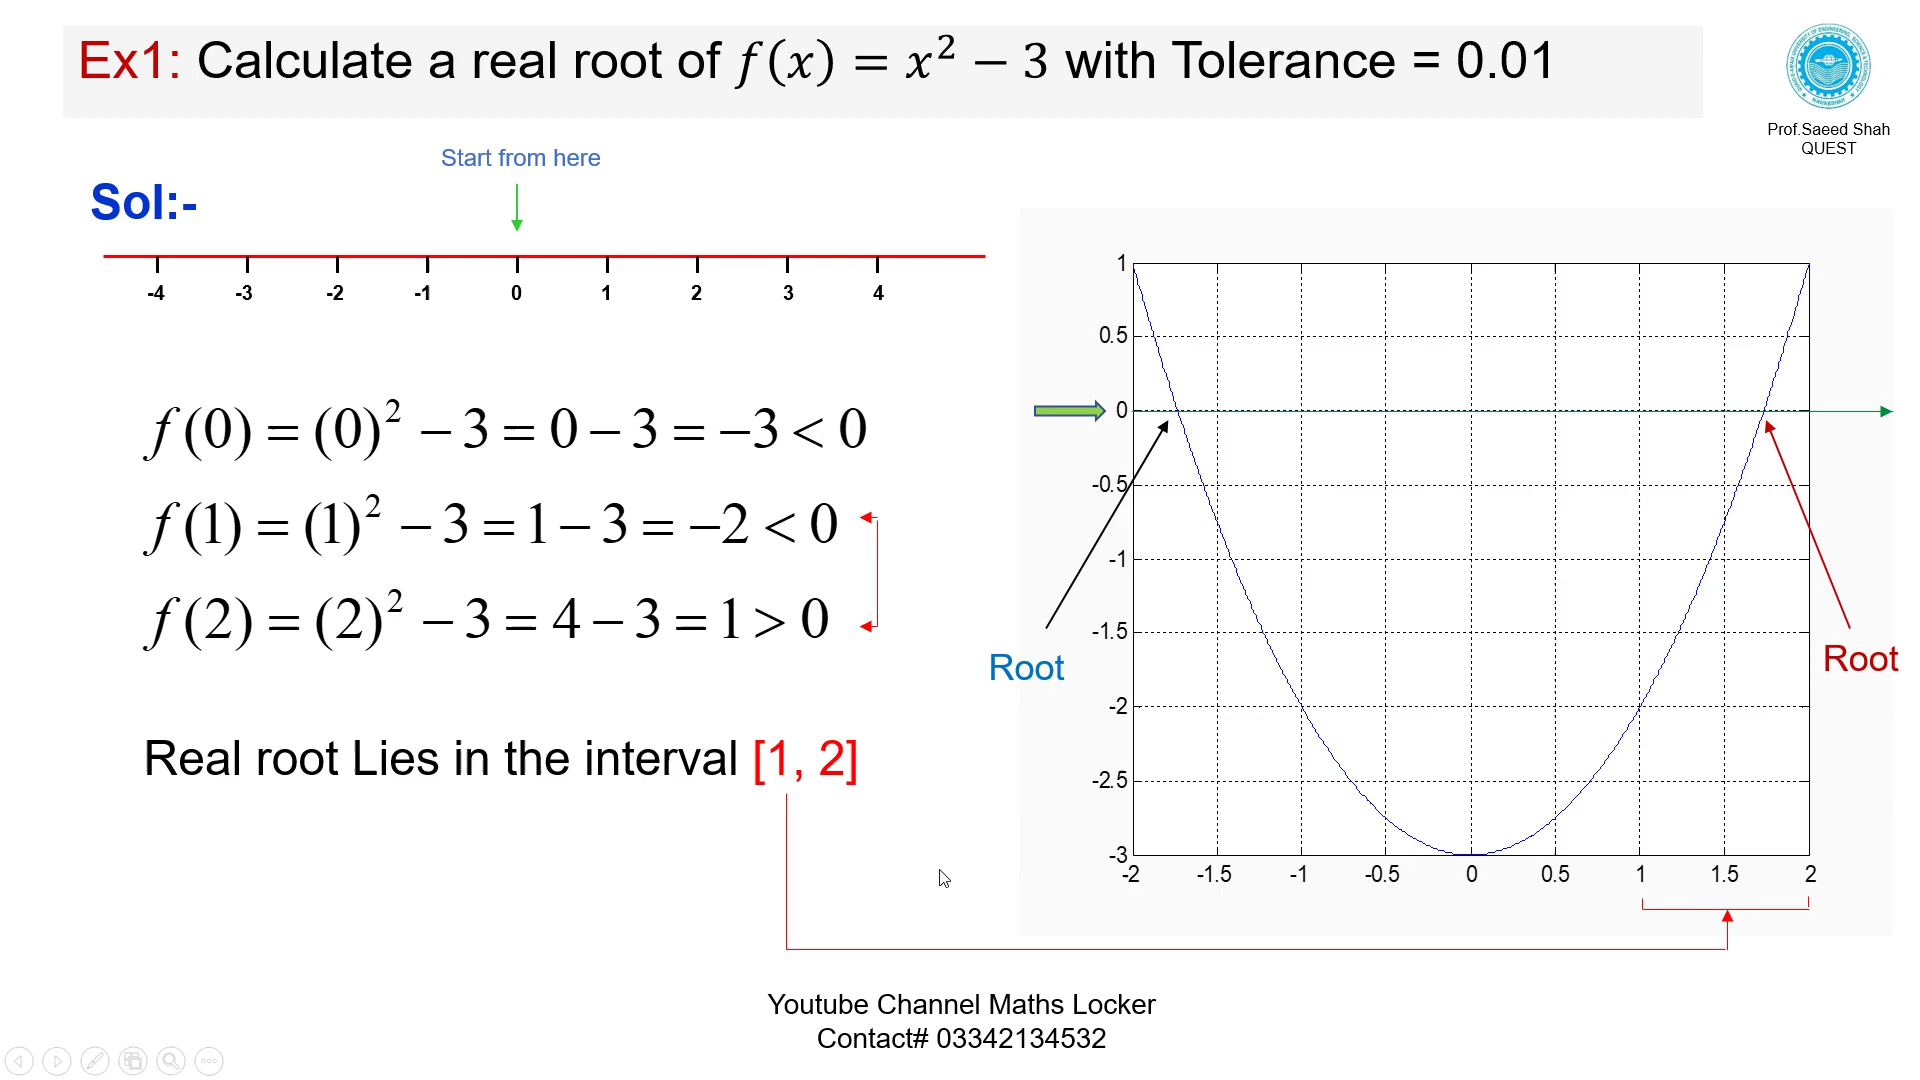 Ex1: Calculate a real root of f(x) = x² − 3 with Tolerance = 0.01
Prof.Saeed Shah
QUEST
Start from here
Sol:-
-4 -3 -2 -1 0 1 2 3 4
f(0) = (0)² − 3 = 0 − 3 = −3 < 0
f(1) = (1)² − 3 = 1 − 3 = −2 < 0
f(2) = (2)² − 3 = 4 − 3 = 1 > 0
Real root Lies in the interval [1, 2]
1
0.5
0
-0.5
-1
-1.5
-2
-2.5
-3
-2 -1.5 -1 -0.5 0 0.5 1 1.5 2
Root
Root
Youtube Channel Maths Locker
Contact# 03342134532